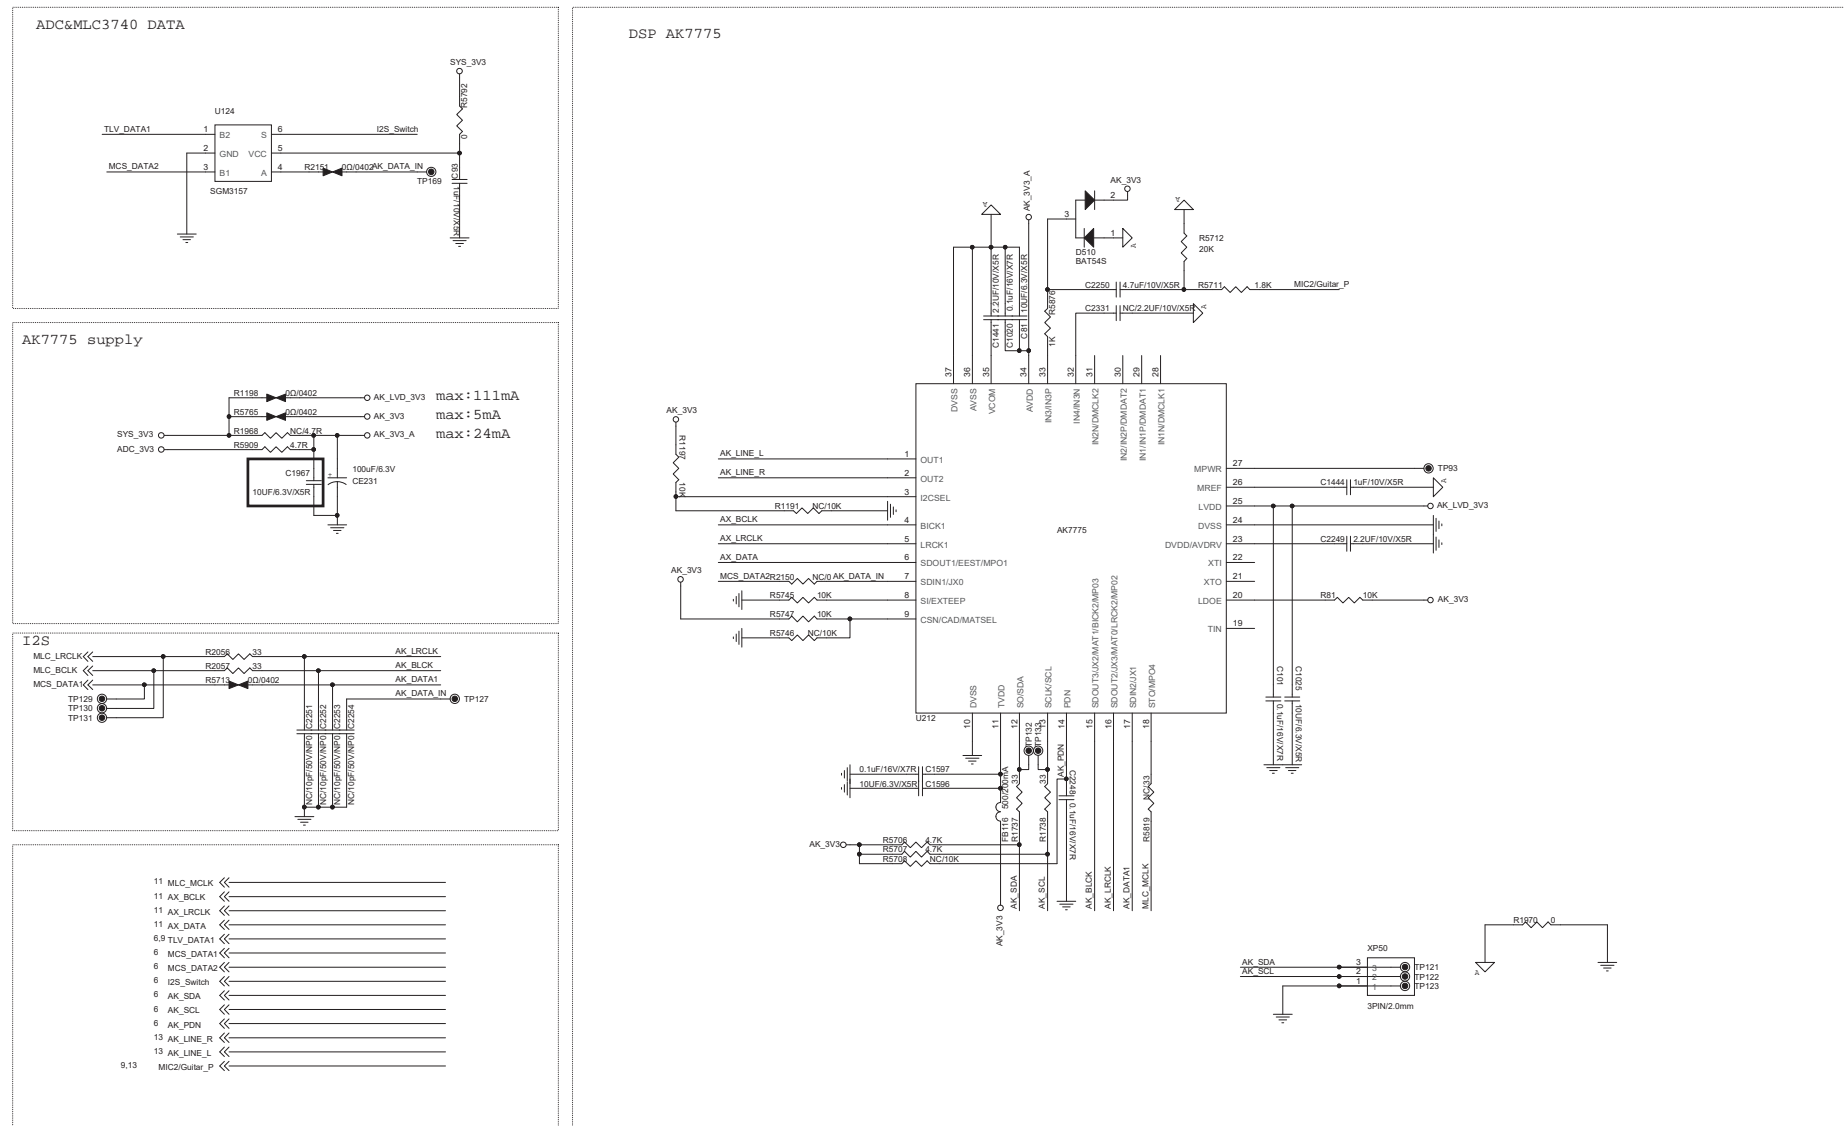 ADC&MLC3740 DATA
SYS_3V3
R5792
0
U124
TLV_DATA1
1
B2
S
6
I2S_Switch
2
GND
VCC
5
MCS_DATA2
3
B1
A
4
R2151
0Ω/0402
AK_DATA_IN
TP169
SGM3157
C63
1uF/10V/X5R
AK7775 supply
R1198
0Ω/0402
AK_LVD_3V3
max:111mA
R5765
0Ω/0402
AK_3V3
max:5mA
SYS_3V3
R1968
NC/4.7R
AK_3V3_A
max:24mA
ADC_3V3
R5909
4.7R
C1967
10UF/6.3V/X5R
+
100uF/6.3V
CE231
I2S
MLC_LRCLK
R2056
33
AK_LRCLK
MLC_BCLK
R2057
33
AK_BLCK
MCS_DATA1
R5713
0Ω/0402
AK_DATA1
AK_DATA_IN
TP127
TP129
TP130
TP131
NC/10pF/50V/NP0 C2251
NC/10pF/50V/NP0 C2252
NC/10pF/50V/NP0 C2253
NC/10pF/50V/NP0 C2254
11 MLC_MCLK
11 AX_BCLK
11 AX_LRCLK
11 AX_DATA
6,9 TLV_DATA1
6 MCS_DATA1
6 MCS_DATA2
6 I2S_Switch
6 AK_SDA
6 AK_SCL
6 AK_PDN
13 AK_LINE_R
13 AK_LINE_L
9,13 MIC2/Guitar_P
DSP AK7775
A
C1441 2.2UF/10V/X5R
C1020 0.1uF/16V/X7R
C81 10UF/6.3V/X5R
AK_3V3_A
AK_3V3
2
3
1
A
D510
BAT54S
A
R5712
20K
R5876
1K
C2250
4.7uF/10V/X5R
R5711
1.8K
MIC2/Guitar_P
C2331
NC/2.2UF/10V/X5R
A
37 DVSS
36 AVSS
35 VCOM
34 AVDD
33 IN3/IN3P
32 IN4/IN3N
31 IN2N/DMCLK2
30 IN2/IN2P/DMDAT2
29 IN1/IN1P/DMDAT1
28 IN1N/DMCLK1
AK_3V3
R1197
10K
AK_LINE_L
1 OUT1
AK_LINE_R
2 OUT2
3 I2CSEL
R1191
NC/10K
AX_BCLK
4 BICK1
AX_LRCLK
5 LRCK1
AX_DATA
6 SDOUT1/EEST/MPO1
AK_3V3
MCS_DATA2
R2150
NC/0
AK_DATA_IN
7 SDIN1/JX0
R5745
10K
8 SI/EXTEEP
R5747
10K
9 CSN/CAD/MATSEL
R5746
NC/10K
AK7775
MPWR 27
TP93
MREF 26
C1444
1uF/10V/X5R
A
LVDD 25
AK_LVD_3V3
DVSS 24
DVDD/AVDRV 23
C2249
2.2UF/10V/X5R
XTI 22
XTO 21
LDOE 20
R81
10K
AK_3V3
TIN 19
C101 0.1uF/16V/X7R
C1025 10UF/6.3V/X5R
U212
10 DVSS
11 TVDD
12 SO/SDA
13 SCLK/SCL
14 PDN
15 SDOUT3/JX2/MAT1/BICK2/MP03
16 SDOUT2/JX3/MAT0/LRCK2/MP02
17 SDIN2/JX1
18 STO/MPO4
TP132
TP133
AK_PDN
0.1uF/16V/X7R
C1597
10UF/6.3V/X5R
C1596
FB116
500/200mA
R1737
33
R1738
33
C2248
0.1uF/16V/X7R
R5819
NC/33
AK_3V3
R5706
4.7K
R5707
4.7K
R5708
NC/10K
AK_3V3
AK_SDA
AK_SCL
AK_BLCK
AK_LRCLK
AK_DATA1
MLC_MCLK
R1970
0
A
XP50
AK_SDA
3
3
TP121
AK_SCL
2
2
TP122
1
1
TP123
3PIN/2.0mm